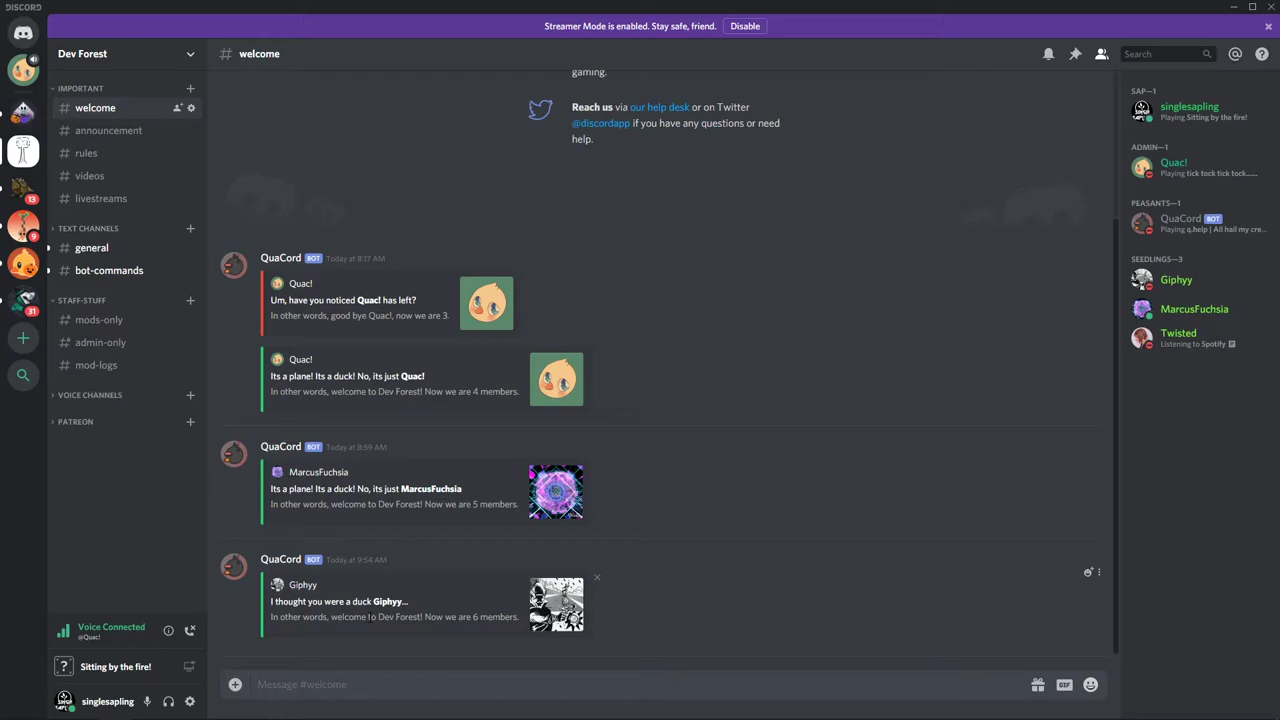 DISCORD
Streamer Mode is enabled. Stay safe, friend. Disable
Dev Forest
IMPORTANT
# welcome
# announcement
# rules
# videos
# livestreams
TEXT CHANNELS
# general
# bot-commands
STAFF-STUFF
# mods-only
# admin-only
# mod-logs
VOICE CHANNELS
PATREON
13
9
31
Voice Connected
@Quac!
? Sitting by the fire!
singlesapling
# welcome
Search
gaming.
Reach us via our help desk or on Twitter
@discordapp if you have any questions or need
help.
QuaCord BOT Today at 8:17 AM
Quac!
Um, have you noticed Quac! has left?
In other words, good bye Quac!, now we are 3.
Quac!
Its a plane! Its a duck! No, its just Quac!
In other words, welcome to Dev Forest! Now we are 4 members.
QuaCord BOT Today at 8:59 AM
MarcusFuchsia
Its a plane! Its a duck! No, its just MarcusFuchsia
In other words, welcome to Dev Forest! Now we are 5 members.
QuaCord BOT Today at 9:54 AM
Giphyy
I thought you were a duck Giphyy...
In other words, welcome to Dev Forest! Now we are 6 members.
Message #welcome
GIF
SAP—1
singlesapling
Playing Sitting by the fire!
ADMIN—1
Quac!
Playing tick tock tick tock......
PEASANTS—1
QuaCord BOT
Playing q.help | All hail my cre...
SEEDLINGS—3
Giphyy
MarcusFuchsia
Twisted
Listening to Spotify